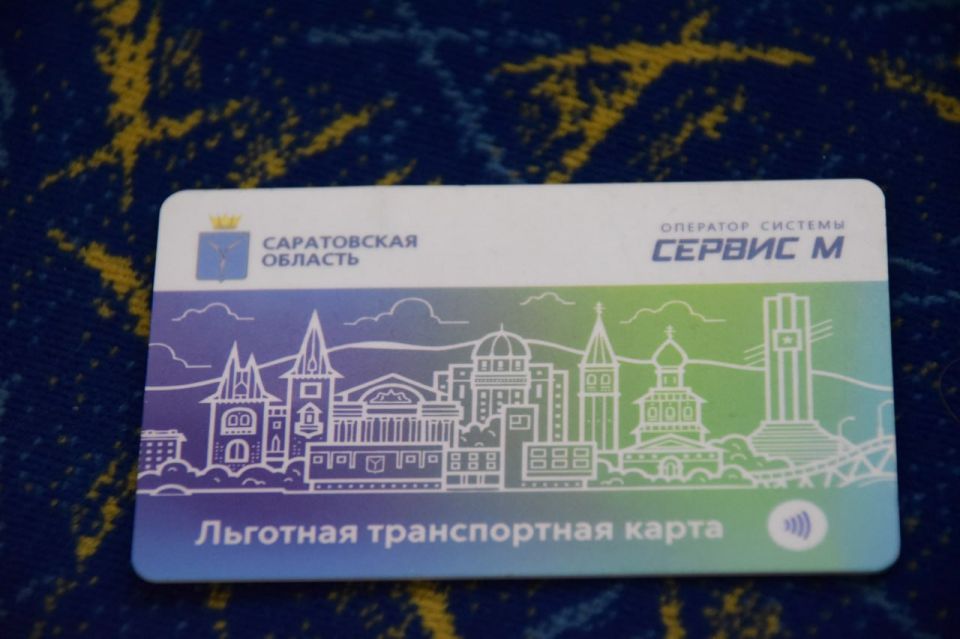 САРАТОВСКАЯ
ОБЛАСТЬ
ОПЕРАТОР СИСТЕМЫ
СЕРВИС М
Льготная транспортная карта